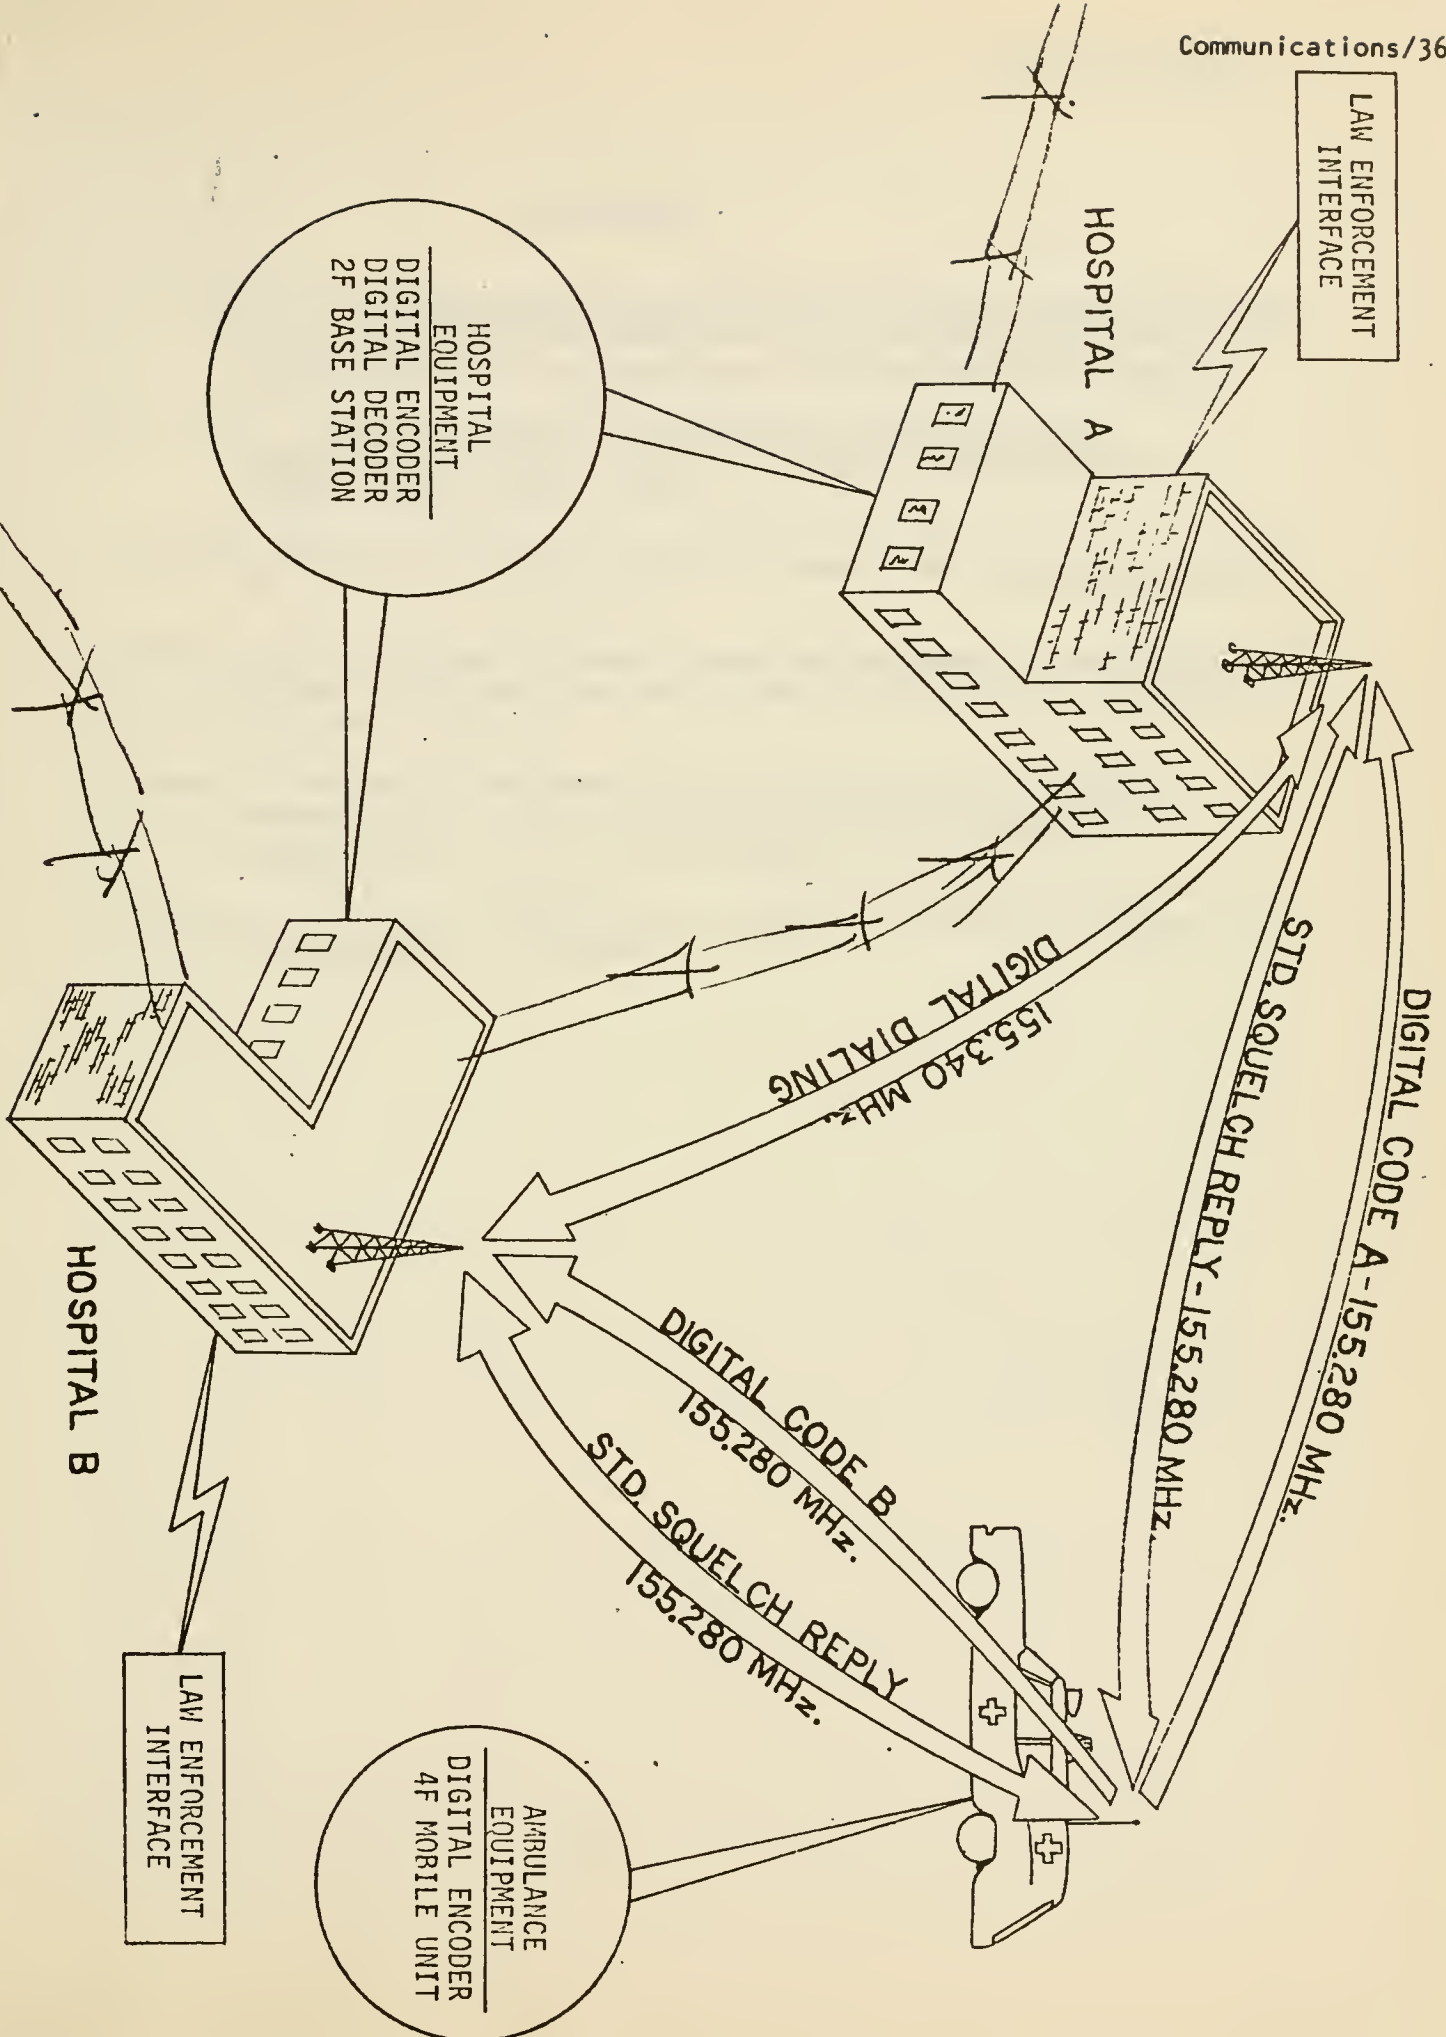 Communications/36
LAW ENFORCEMENT
INTERFACE
HOSPITAL A
HOSPITAL
EQUIPMENT
DIGITAL ENCODER
DIGITAL DECODER
2F BASE STATION
DIGITAL CODE A-155.280 MHz.
STD. SQUELCH REPLY-155.280 MHz.
DIGITAL DIALING
155.340 MHz.
DIGITAL CODE B
155.280 MHz.
STD. SQUELCH REPLY
155.280 MHz.
HOSPITAL B
LAW ENFORCEMENT
INTERFACE
AMBULANCE
EQUIPMENT
DIGITAL ENCODER
4F MOBILE UNIT